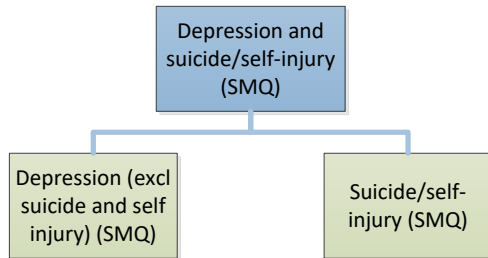 Depression and
suicide/self-injury
(SMQ)
Depression (excl
suicide and self
injury) (SMQ)
Suicide/self-
injury (SMQ)